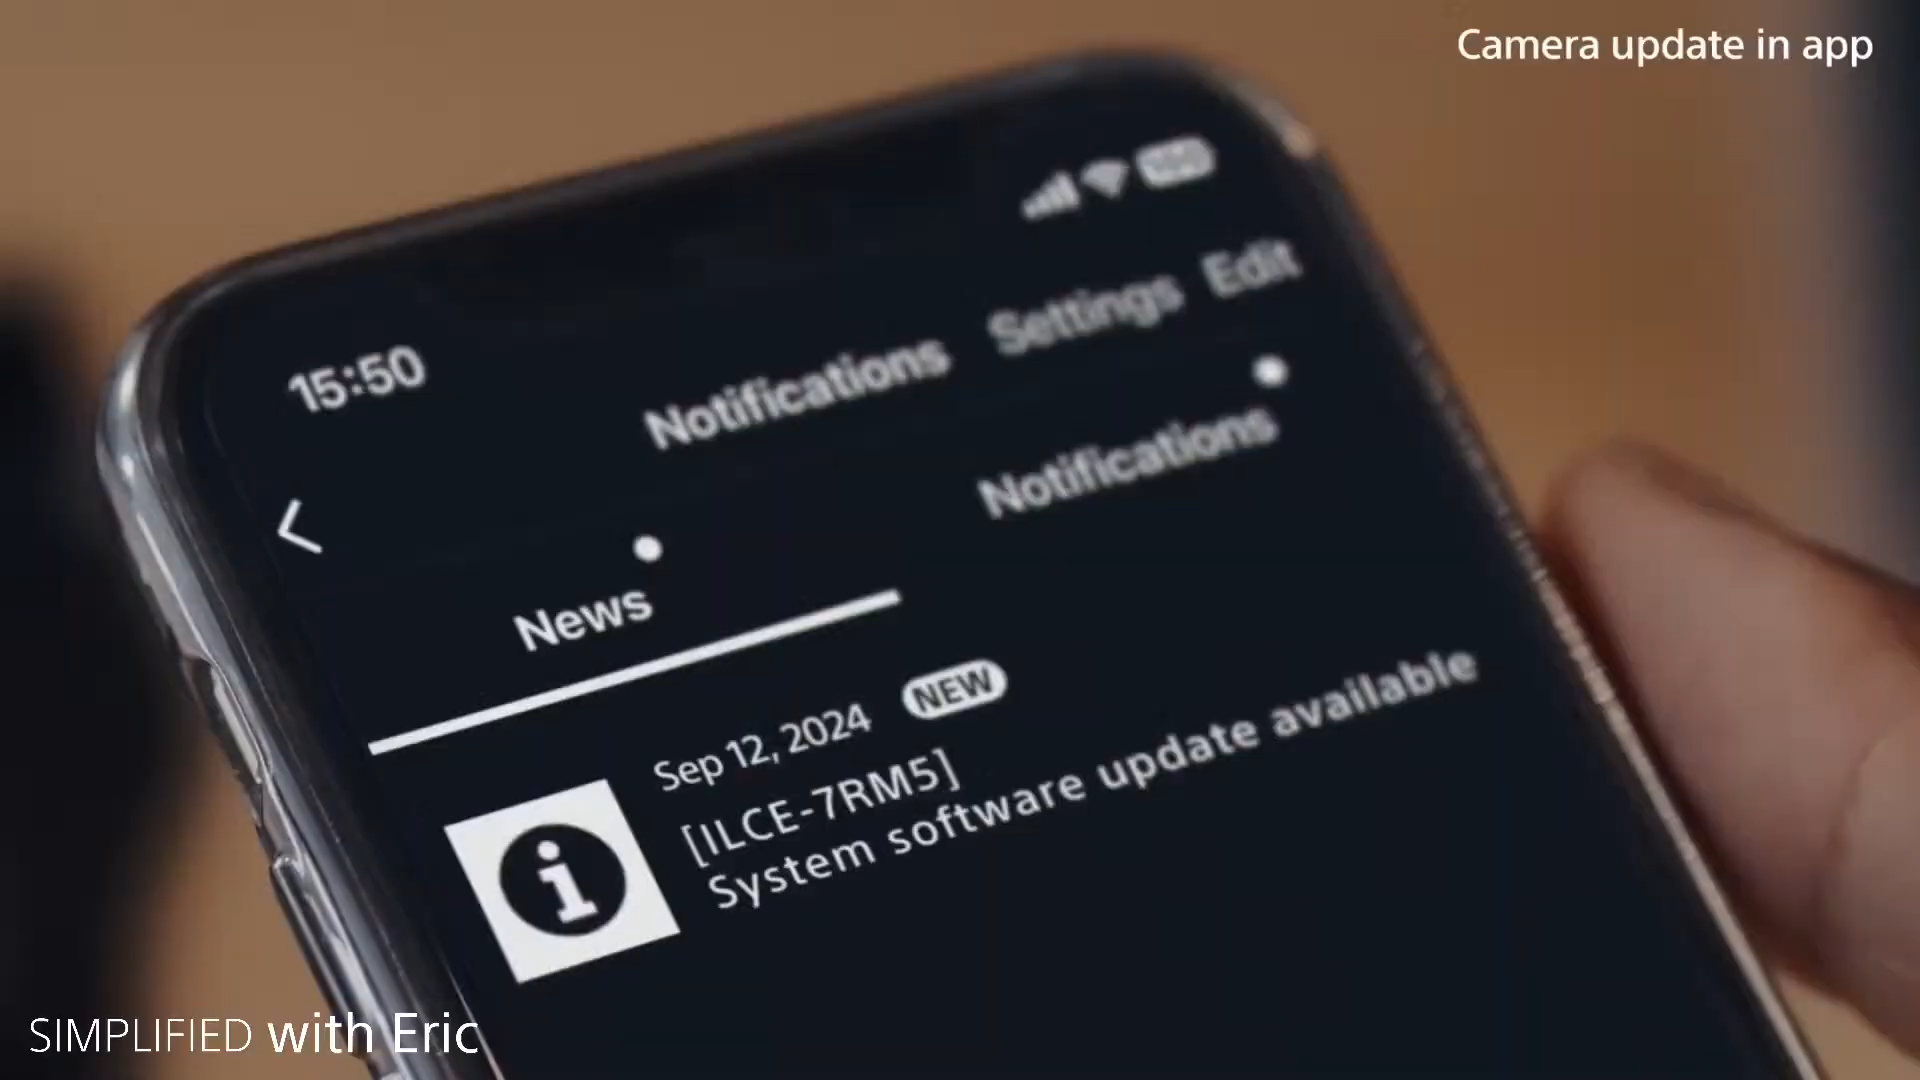 Camera update in app
15:50
Notifications
Settings
Edit
News
Notifications
Sep 12, 2024
NEW
[ILCE-7RM5]
System software update available
SIMPLIFIED with Eric